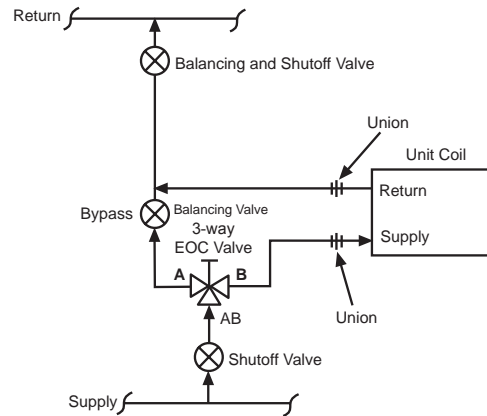 Return
Balancing and Shutoff Valve
Union
Unit Coil
Return
Bypass
Balancing Valve
3-way
EOC Valve
Supply
A
B
AB
Union
Shutoff Valve
Supply